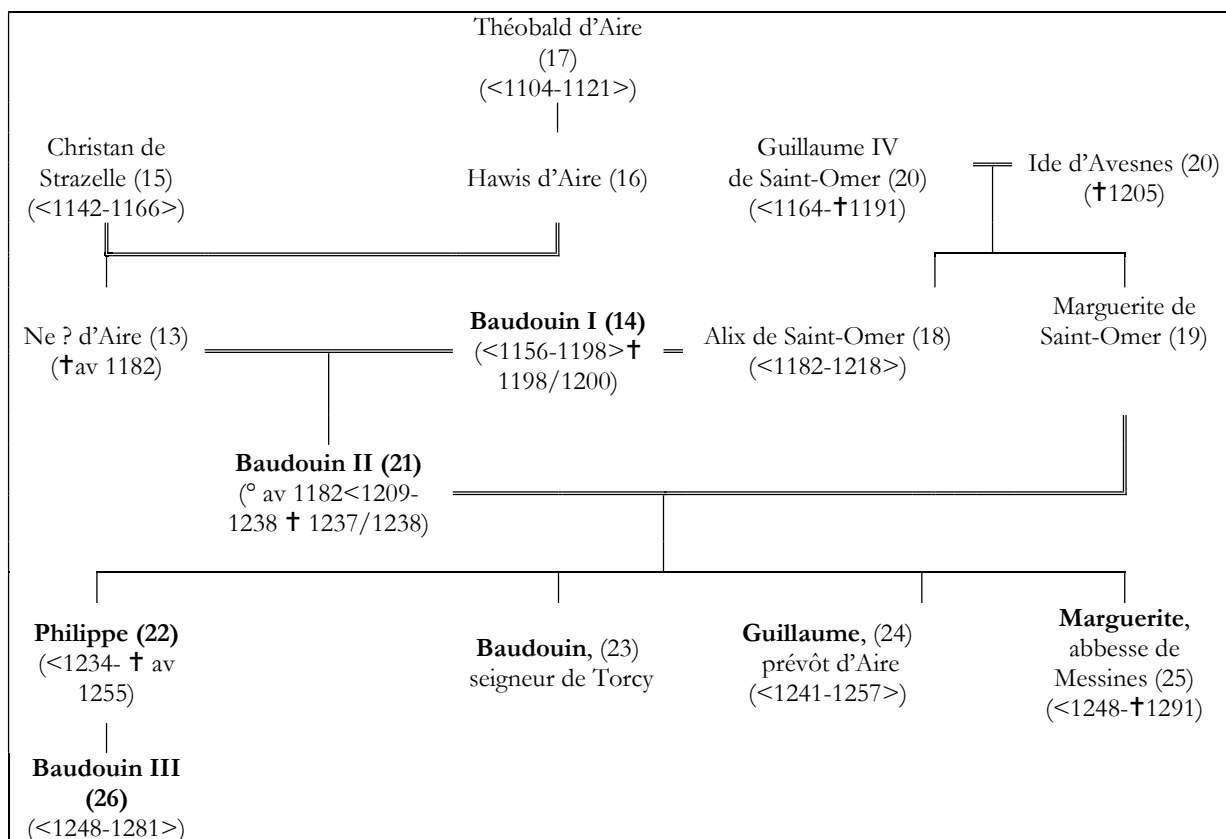 Théobald d'Aire
(17)
(<1104-1121>)
Christan de
Strazelle (15)
(<1142-1166>)
Hawis d'Aire (16)
Guillaume IV
de Saint-Omer (20)
(<1164-✝1191)
Ide d'Avesnes (20)
(✝1205)
Ne ? d'Aire (13)
(✝av 1182)
Baudouin I (14)
(<1156-1198>✝
1198/1200)
Alix de Saint-Omer (18)
(<1182-1218>)
Marguerite de
Saint-Omer (19)
Baudouin II (21)
(° av 1182<1209-
1238 ✝ 1237/1238)
Philippe (22)
(<1234- ✝ av
1255)
Baudouin, (23)
seigneur de Torcy
Guillaume, (24)
prévôt d'Aire
(<1241-1257>)
Marguerite,
abbesse de
Messines (25)
(<1248-✝1291)
Baudouin III
(26)
(<1248-1281>)